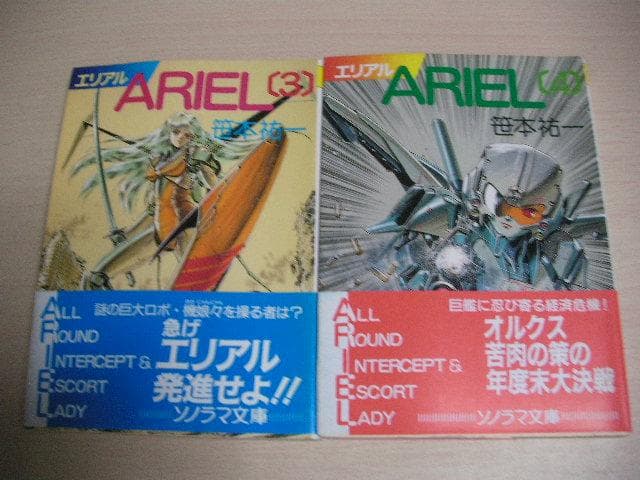 エリアル
ARIEL(3)
笹本祐一
ALL
ROUND
INTERCEPT &
ESCORT
LADY
謎の巨大ロボ・機娘々を操る者は?
急げ
エリアル
発進せよ!!
ソノラマ文庫
エリアル
ARIEL(4)
笹本祐一
ALL
ROUND
INTERCEPT &
ESCORT
LADY
巨艦に忍び寄る経済危機!
オルクス
苦肉の策の
年度末大決戦
ソノラマ文庫